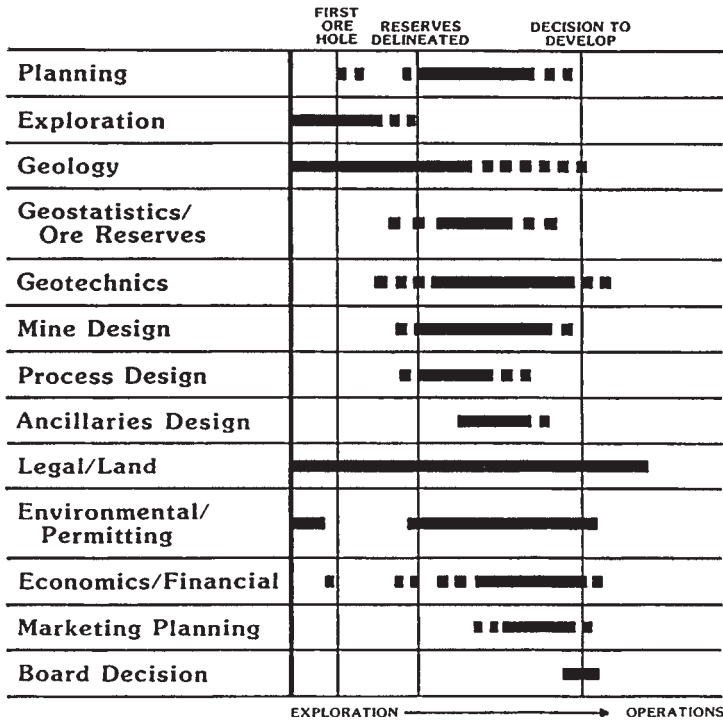 FIRST
ORE
HOLE
RESERVES
DELINEATED
DECISION TO
DEVELOP
Planning
Exploration
Geology
Geostatistics/
Ore Reserves
Geotechnics
Mine Design
Process Design
Ancillaries Design
Legal/Land
Environmental/
Permitting
Economics/Financial
Marketing Planning
Board Decision
EXPLORATION
OPERATIONS